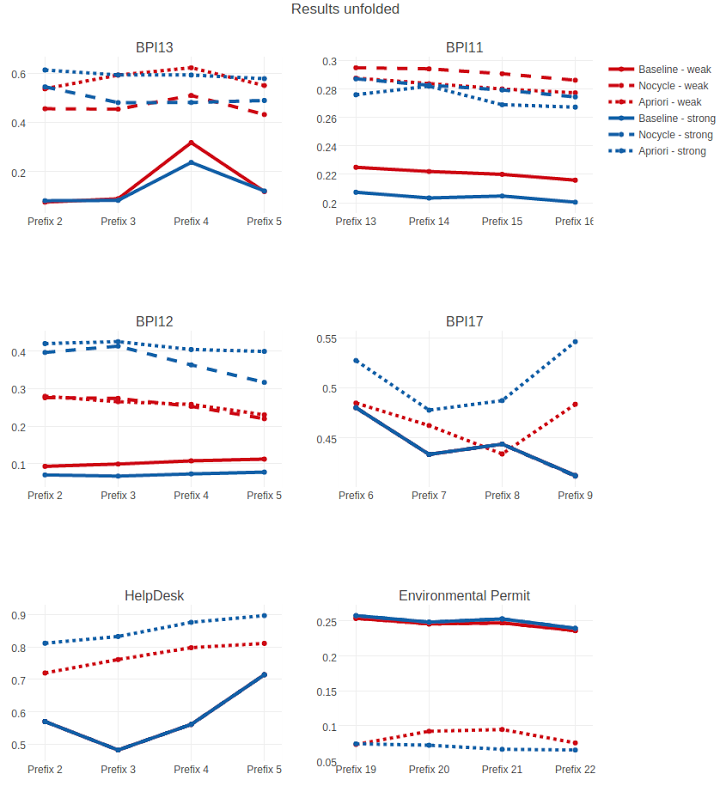 Results unfolded
BPI13
0.6
0.4
0.2
Prefix 2 Prefix 3 Prefix 4 Prefix 5
BPI11
0.3
0.28
0.26
0.24
0.22
0.2
Prefix 13 Prefix 14 Prefix 15 Prefix 16
Baseline - weak
Nocycle - weak
Apriori - weak
Baseline - strong
Nocycle - strong
Apriori - strong
BPI12
0.4
0.3
0.2
0.1
Prefix 2 Prefix 3 Prefix 4 Prefix 5
BPI17
0.55
0.5
0.45
Prefix 6 Prefix 7 Prefix 8 Prefix 9
HelpDesk
0.9
0.8
0.7
0.6
0.5
Prefix 2 Prefix 3 Prefix 4 Prefix 5
Environmental Permit
0.25
0.2
0.15
0.1
0.05
Prefix 19 Prefix 20 Prefix 21 Prefix 22